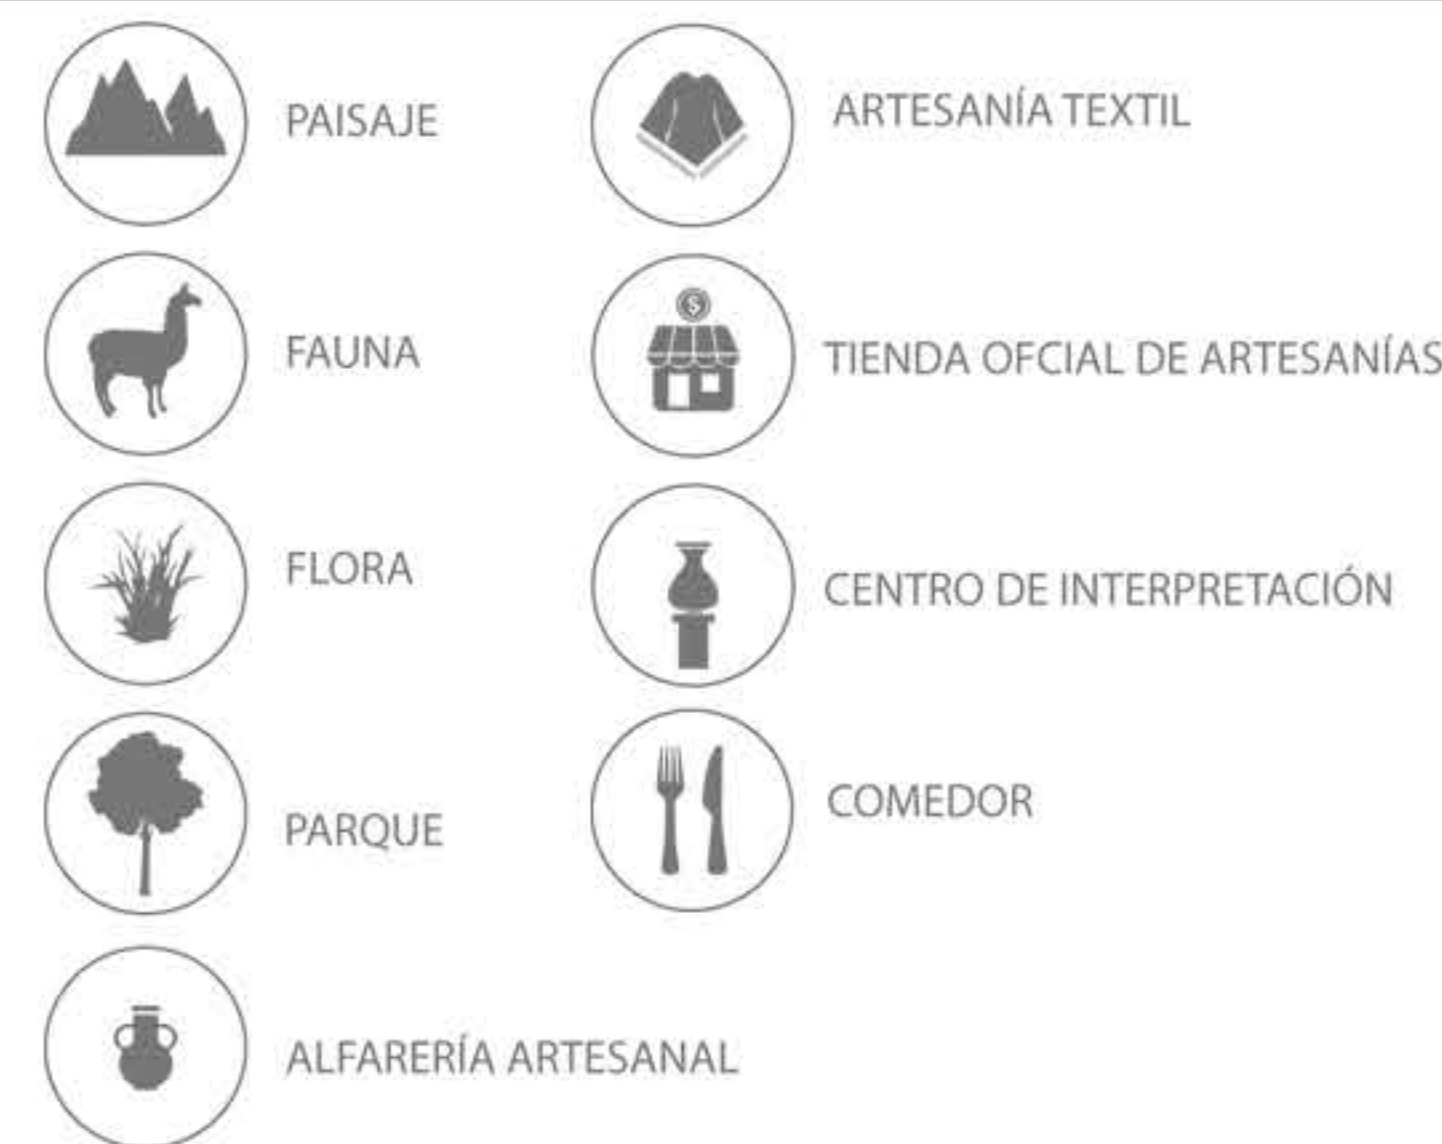 PAISAJE
FAUNA
FLORA
PARQUE
ALFARERÍA ARTESANAL
ARTESANÍA TEXTIL
$
TIENDA OFCIAL DE ARTESANÍAS
CENTRO DE INTERPRETACIÓN
COMEDOR